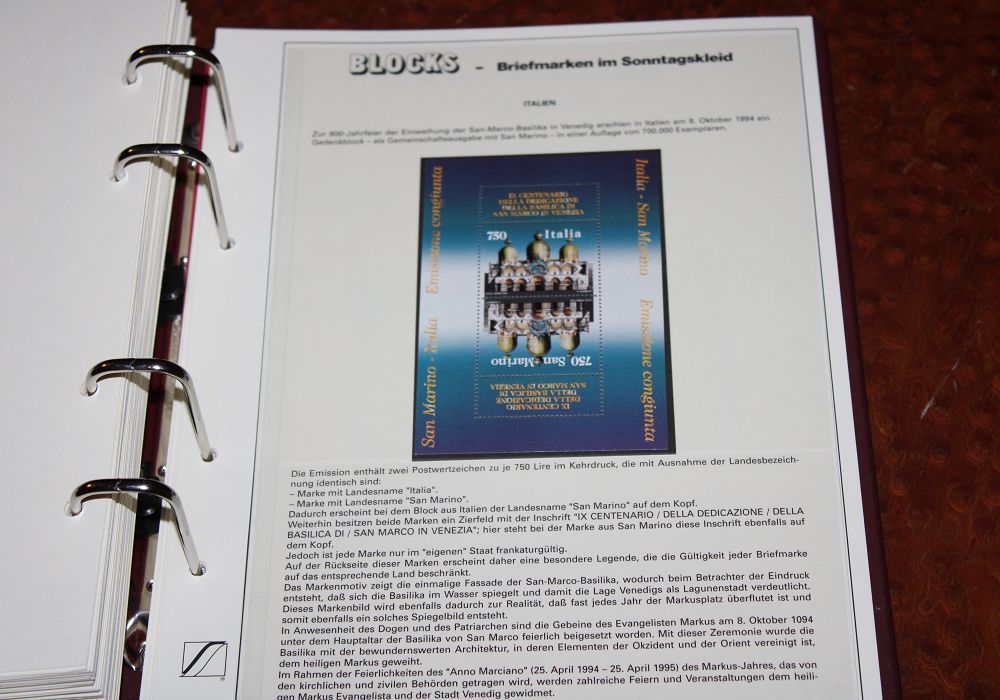 BLOCKS – Briefmarken im Sonntagskleid
ITALIEN
Zur 900-Jahrfeier der Einweihung der San-Marco-Basilika in Venedig erschien in Italien am 8. Oktober 1994 ein
Gedenkblock – als Gemeinschaftsausgabe mit San Marino – in einer Auflage von 700.000 Exemplaren.
San Marino - Italia Emissione congiunta
Italia - San Marino Emissione congiunta
IX CENTENARIO
DELLA DEDICAZIONE
DELLA BASILICA DI
SAN MARCO IN VENEZIA
750 Italia
750 San Marino
IX CENTENARIO
DELLA DEDICAZIONE
DELLA BASILICA DI
SAN MARCO IN VENEZIA
Die Emission enthält zwei Postwertzeichen zu je 750 Lire im Kehrdruck, die mit Ausnahme der Landesbezeich-
nung identisch sind:
– Marke mit Landesname "Italia".
– Marke mit Landesname "San Marino".
Dadurch erscheint bei dem Block aus Italien der Landesname "San Marino" auf dem Kopf.
Weiterhin besitzen beide Marken ein Zierfeld mit der Inschrift "IX CENTENARIO / DELLA DEDICAZIONE / DELLA
BASILICA DI / SAN MARCO IN VENEZIA"; hier steht bei der Marke aus San Marino diese Inschrift ebenfalls auf
dem Kopf.
Jedoch ist jede Marke nur im "eigenen" Staat frankaturgültig.
Auf der Rückseite dieser Marken erscheint daher eine besondere Legende, die die Gültigkeit jeder Briefmarke
auf das entsprechende Land beschränkt.
Das Markenmotiv zeigt die einmalige Fassade der San-Marco-Basilika, wodurch beim Betrachter der Eindruck
entsteht, daß sich die Basilika im Wasser spiegelt und damit die Lage Venedigs als Lagunenstadt verdeutlicht.
Dieses Markenbild wird ebenfalls dadurch zur Realität, daß fast jedes Jahr der Markusplatz überflutet ist und
somit ebenfalls ein solches Spiegelbild entsteht.
In Anwesenheit des Dogen und des Patriarchen sind die Gebeine des Evangelisten Markus am 8. Oktober 1094
unter dem Hauptaltar der Basilika von San Marco feierlich beigesetzt worden. Mit dieser Zeremonie wurde die
Basilika mit der bewundernswerten Architektur, in deren Elementen der Okzident und der Orient vereinigt ist,
dem heiligen Markus geweiht.
Im Rahmen der Feierlichkeiten des "Anno Marciano" (25. April 1994 – 25. April 1995) des Markus-Jahres, das von
den kirchlichen und zivilen Behörden getragen wird, werden zahlreiche Feiern und Veranstaltungen dem heili-
gen Markus Evangelista und der Stadt Venedig gewidmet.